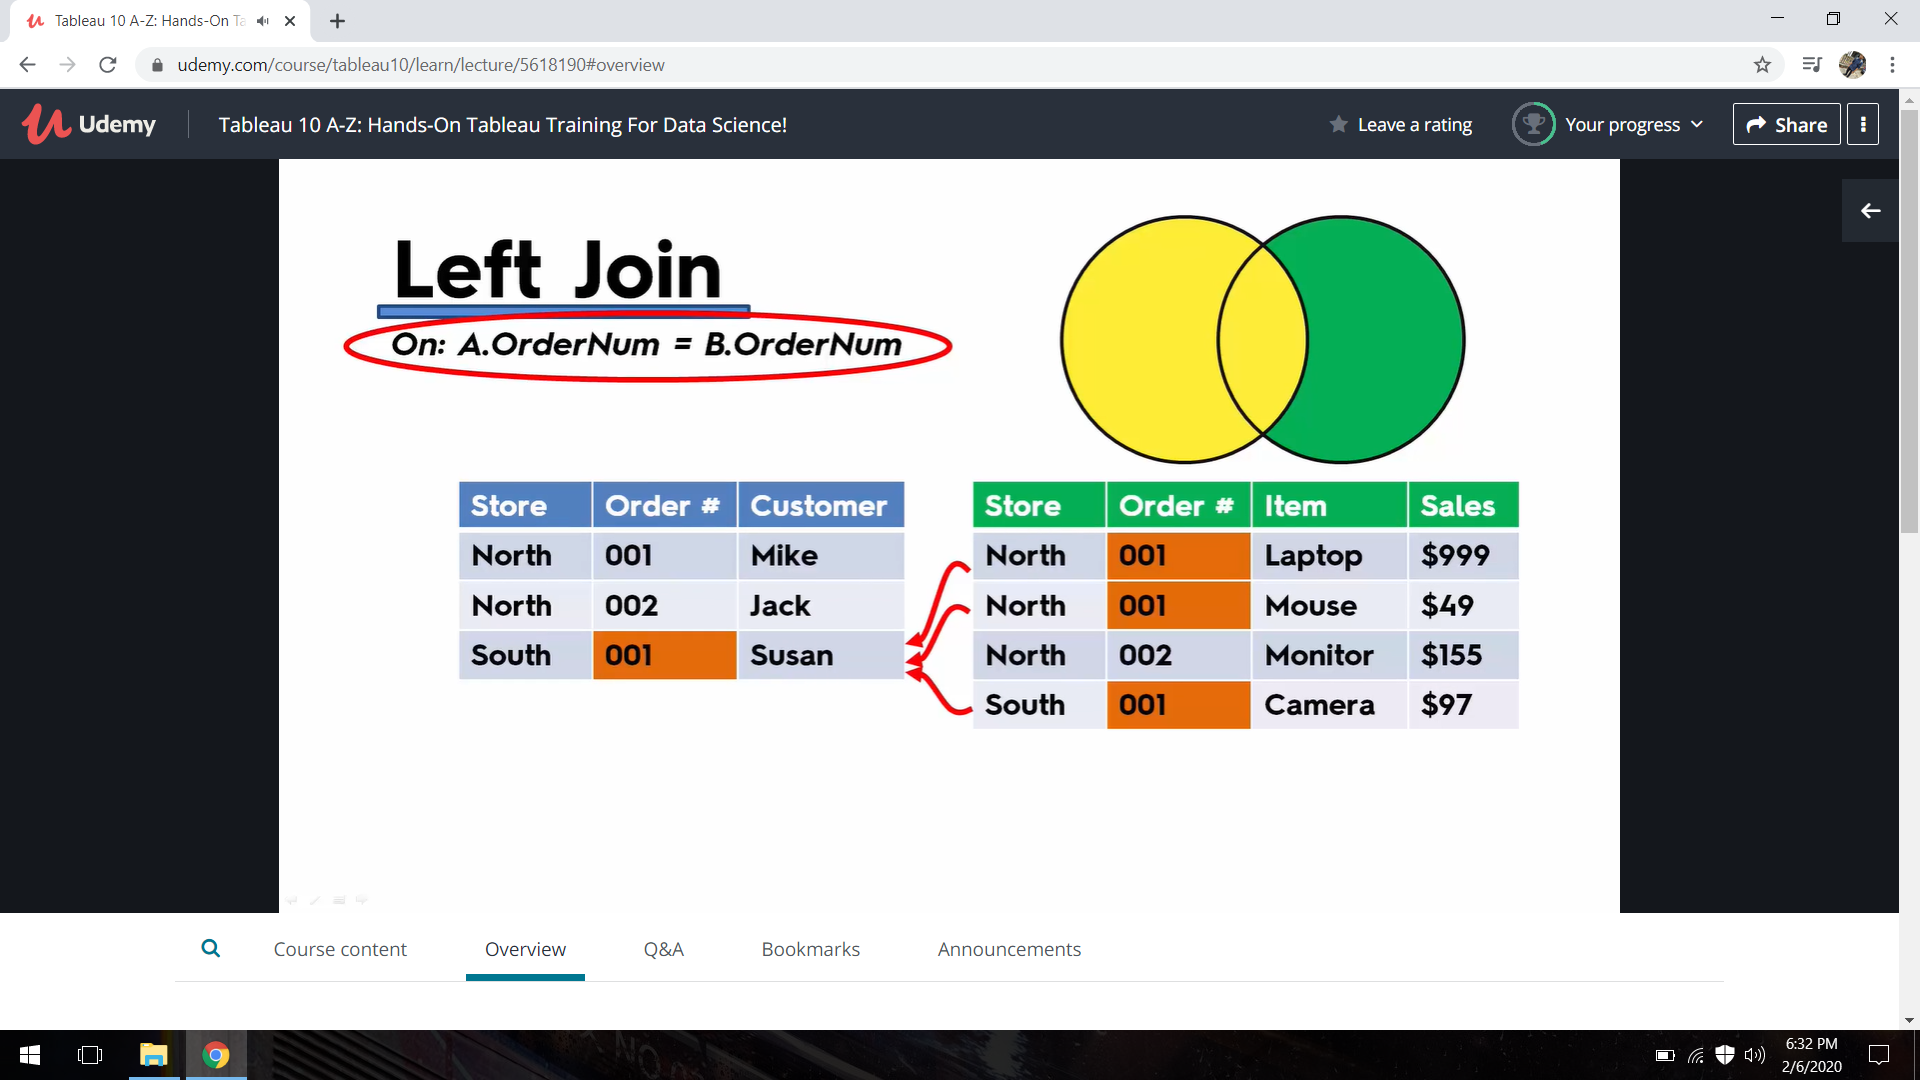 Tableau 10 A-Z: Hands-On Ta
udemy.com/course/tableau10/learn/lecture/5618190#overview
Udemy
Tableau 10 A-Z: Hands-On Tableau Training For Data Science!
Leave a rating
Your progress
Share
Left Join
On: A.OrderNum = B.OrderNum
Store Order # Customer
North 001 Mike
North 002 Jack
South 001 Susan
Store Order # Item Sales
North 001 Laptop $999
North 001 Mouse $49
North 002 Monitor $155
South 001 Camera $97
Course content Overview Q&A Bookmarks Announcements
6:32 PM
2/6/2020